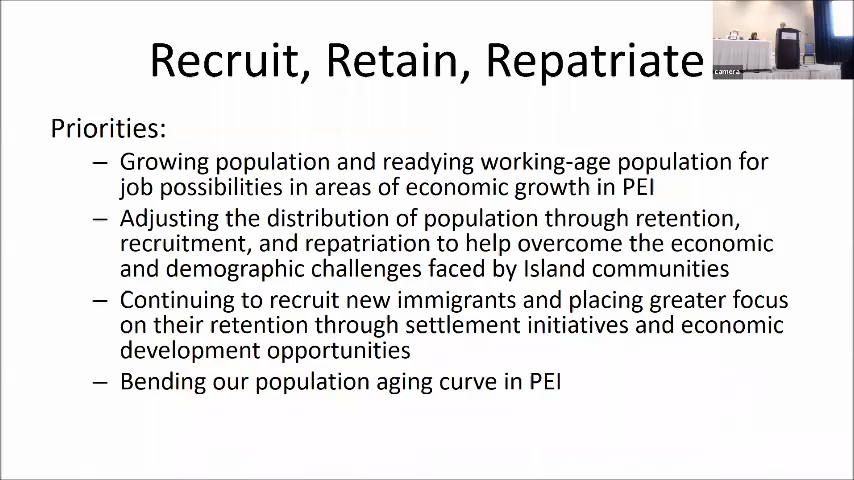 Recruit, Retain, Repatriate
camera
Priorities:
– Growing population and readying working-age population for
job possibilities in areas of economic growth in PEI
– Adjusting the distribution of population through retention,
recruitment, and repatriation to help overcome the economic
and demographic challenges faced by Island communities
– Continuing to recruit new immigrants and placing greater focus
on their retention through settlement initiatives and economic
development opportunities
– Bending our population aging curve in PEI